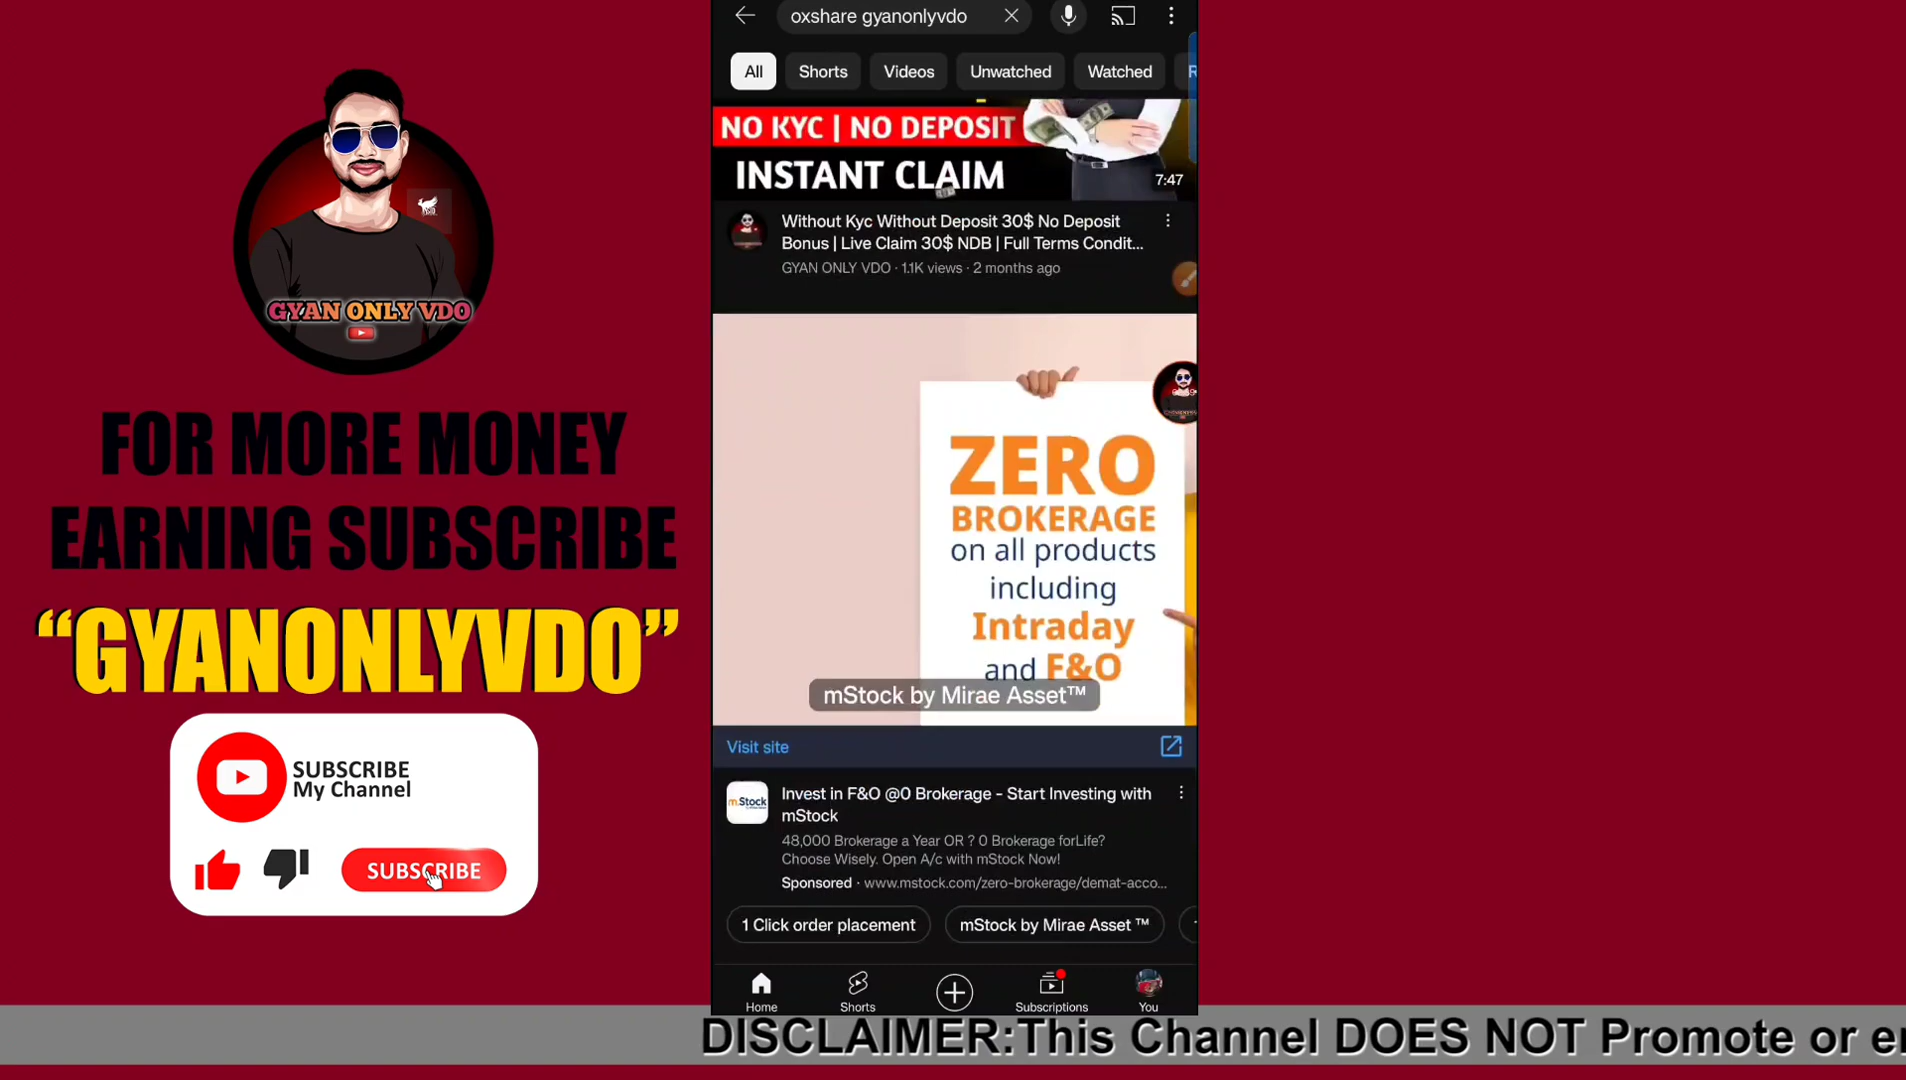 GYAN ONLY VDO
FOR MORE MONEY
EARNING SUBSCRIBE
“GYANONLYVDO”
SUBSCRIBE
My Channel
SUBSCRIBE
oxshare gyanonlyvdo
All
Shorts
Videos
Unwatched
Watched
NO KYC | NO DEPOSIT
INSTANT CLAIM
7:47
Without Kyc Without Deposit 30$ No Deposit
Bonus | Live Claim 30$ NDB | Full Terms Condit...
GYAN ONLY VDO · 1.1K views · 2 months ago
ZERO
BROKERAGE
on all products
including
Intraday
and F&O
mStock by Mirae Asset™
Visit site
m.Stock
Invest in F&O @0 Brokerage - Start Investing with
mStock
48,000 Brokerage a Year OR ? 0 Brokerage forLife?
Choose Wisely. Open A/c with mStock Now!
Sponsored · www.mstock.com/zero-brokerage/demat-acco...
1 Click order placement
mStock by Mirae Asset ™
Home
Shorts
Subscriptions
You
DISCLAIMER:This Channel DOES NOT Promote or